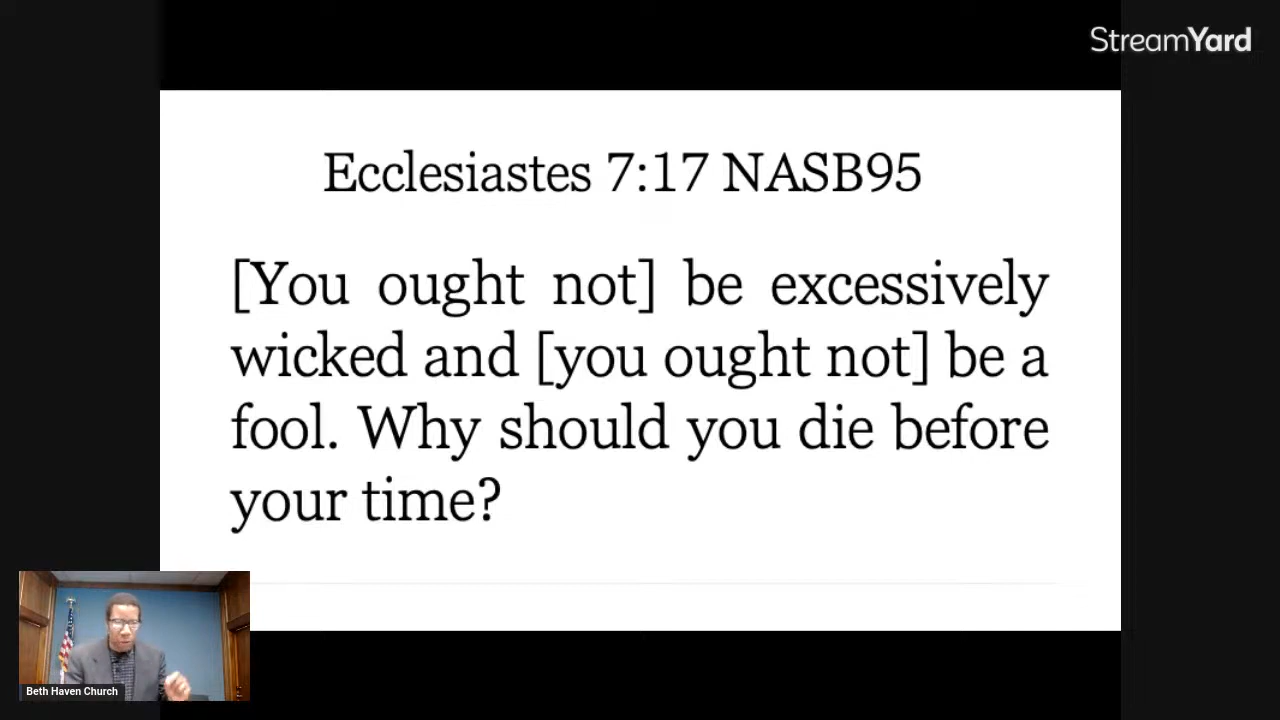 StreamYard
Ecclesiastes 7:17 NASB95
[You ought not] be excessively
wicked and [you ought not] be a
fool. Why should you die before
your time?
Beth Haven Church